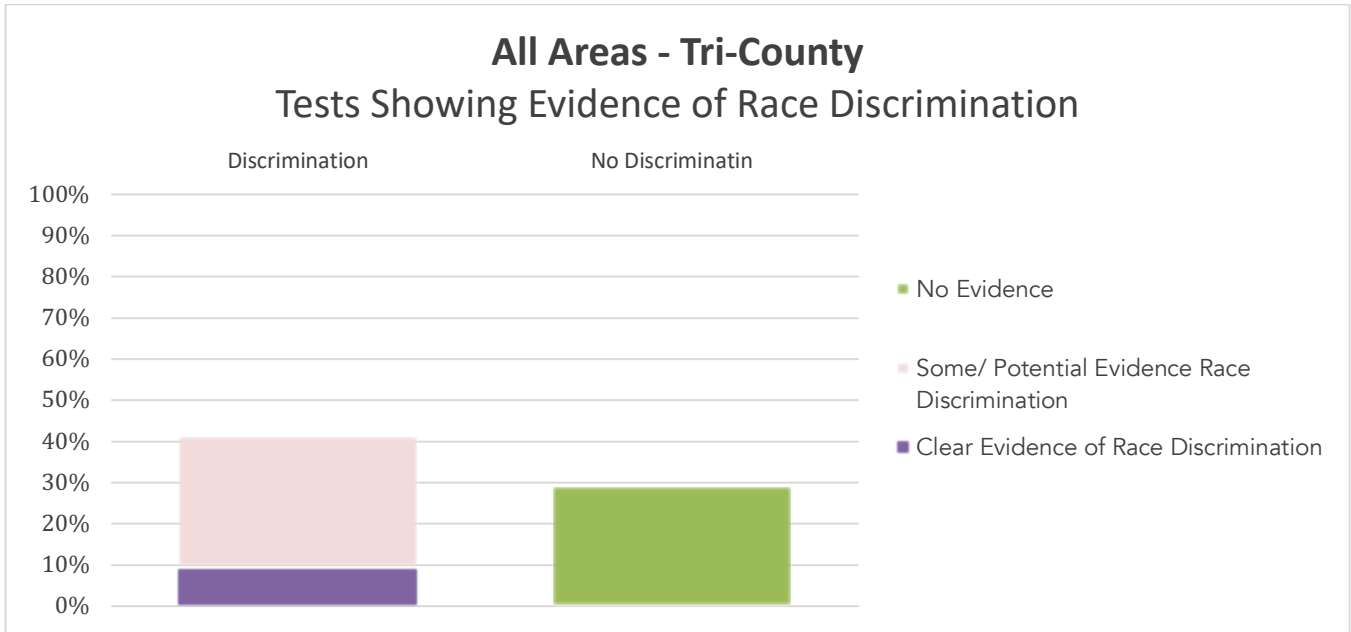 All Areas - Tri-County
Tests Showing Evidence of Race Discrimination
Discrimination
No Discriminatin
100%
90%
80%
70%
60%
50%
40%
30%
20%
10%
0%
No Evidence
Some/ Potential Evidence Race
Discrimination
Clear Evidence of Race Discrimination